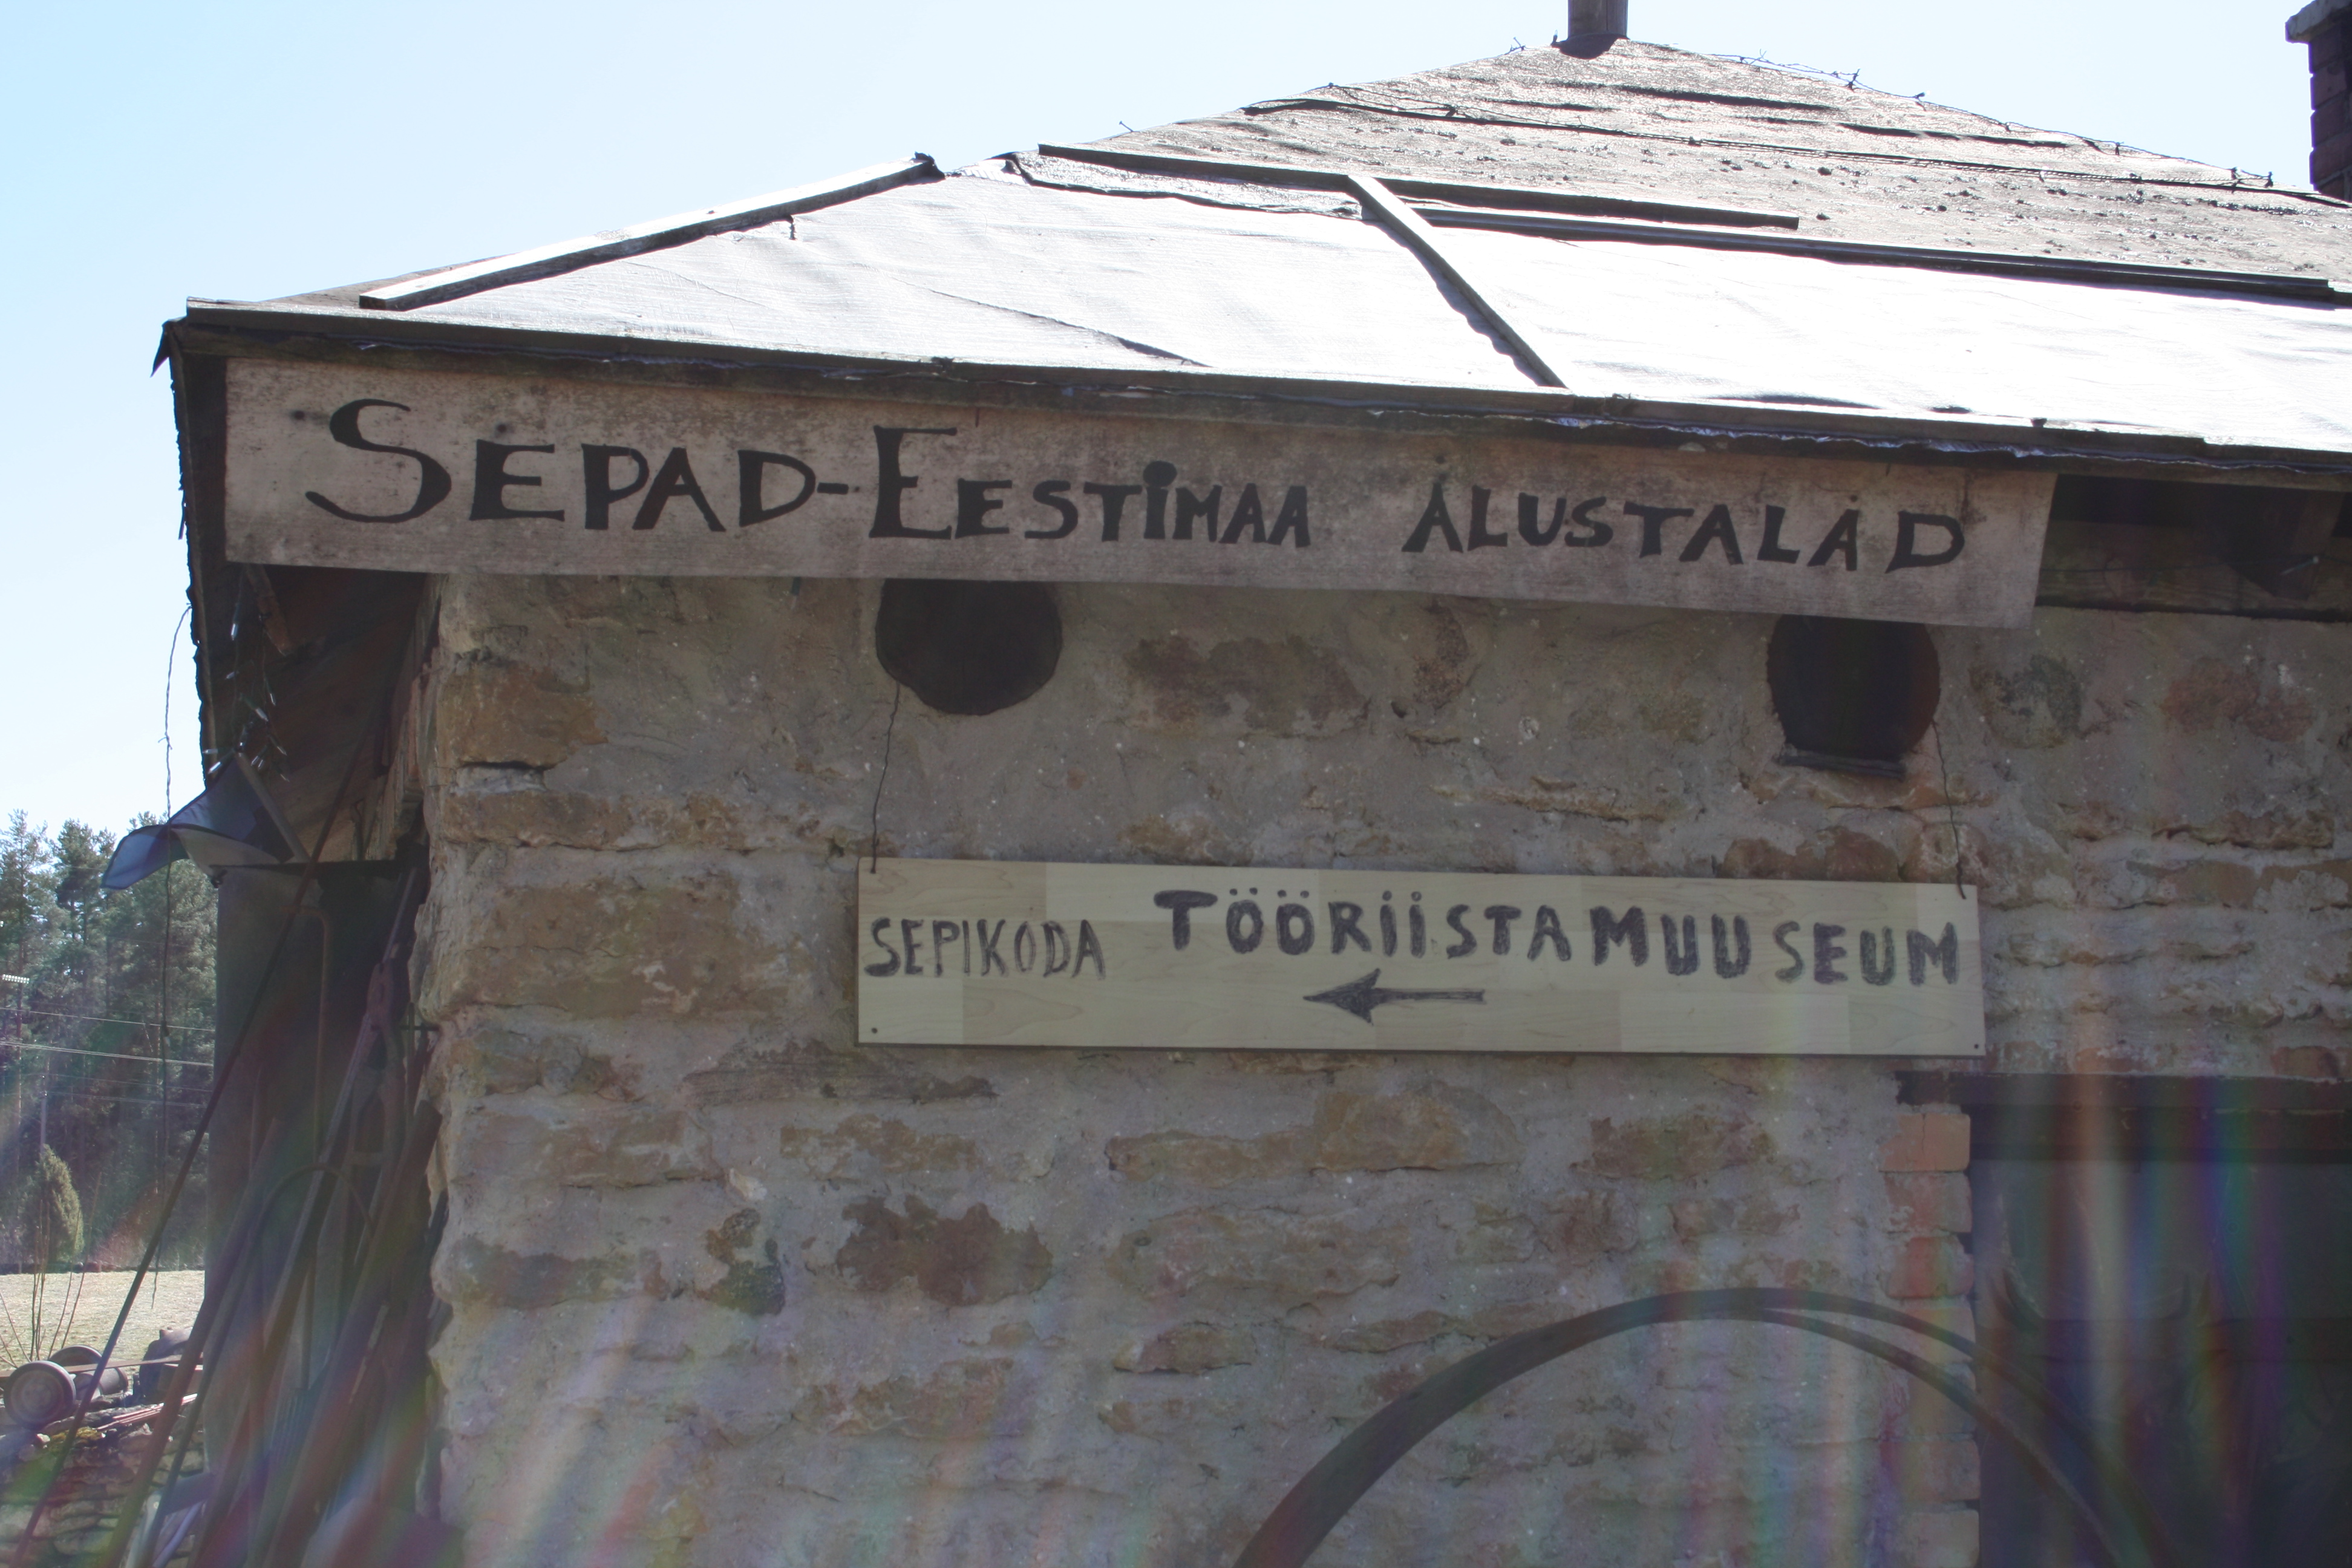 SEPAD-EESTIMAA ALUSTALAD
SEPIKODA TÖÖRIISTAMUUSEUM